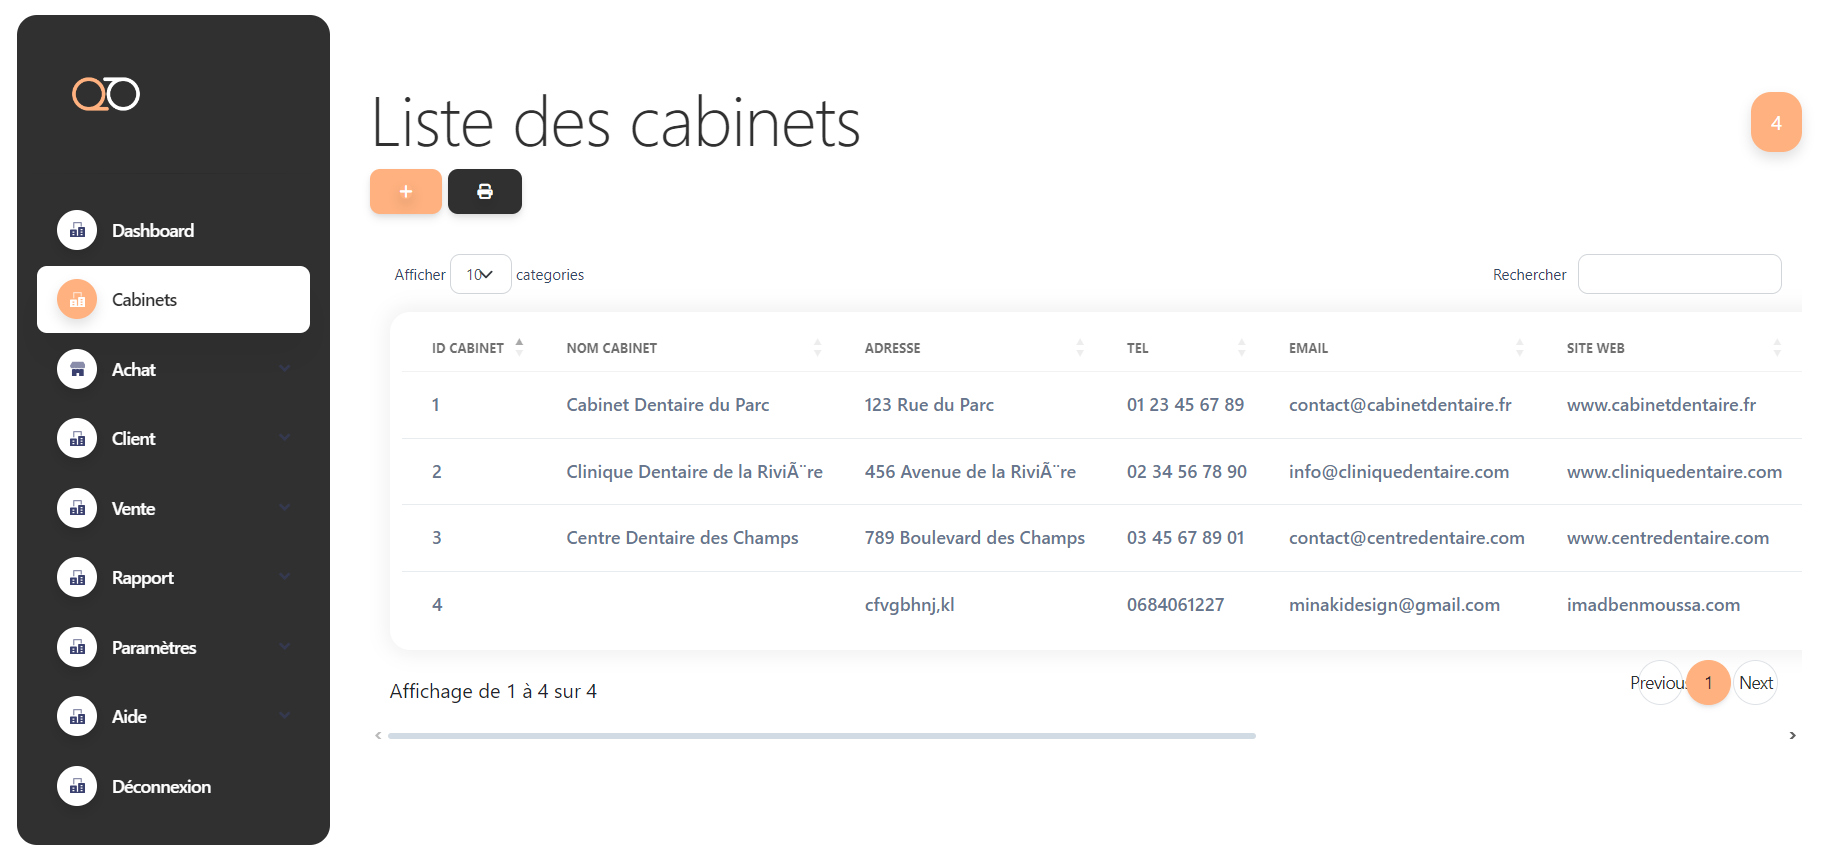 Dashboard
Cabinets
Achat
Client
Vente
Rapport
Paramètres
Aide
Déconnexion
Liste des cabinets
4
+
Afficher 10 categories
Rechercher
ID CABINET NOM CABINET ADRESSE TEL EMAIL SITE WEB
1 Cabinet Dentaire du Parc 123 Rue du Parc 01 23 45 67 89 contact@cabinetdentaire.fr www.cabinetdentaire.fr
2 Clinique Dentaire de la RiviÃ¨re 456 Avenue de la RiviÃ¨re 02 34 56 78 90 info@cliniquedentaire.com www.cliniquedentaire.com
3 Centre Dentaire des Champs 789 Boulevard des Champs 03 45 67 89 01 contact@centredentaire.com www.centredentaire.com
4 cfvgbhnj,kl 0684061227 minakidesign@gmail.com imadbenmoussa.com
Affichage de 1 à 4 sur 4
Previous 1 Next